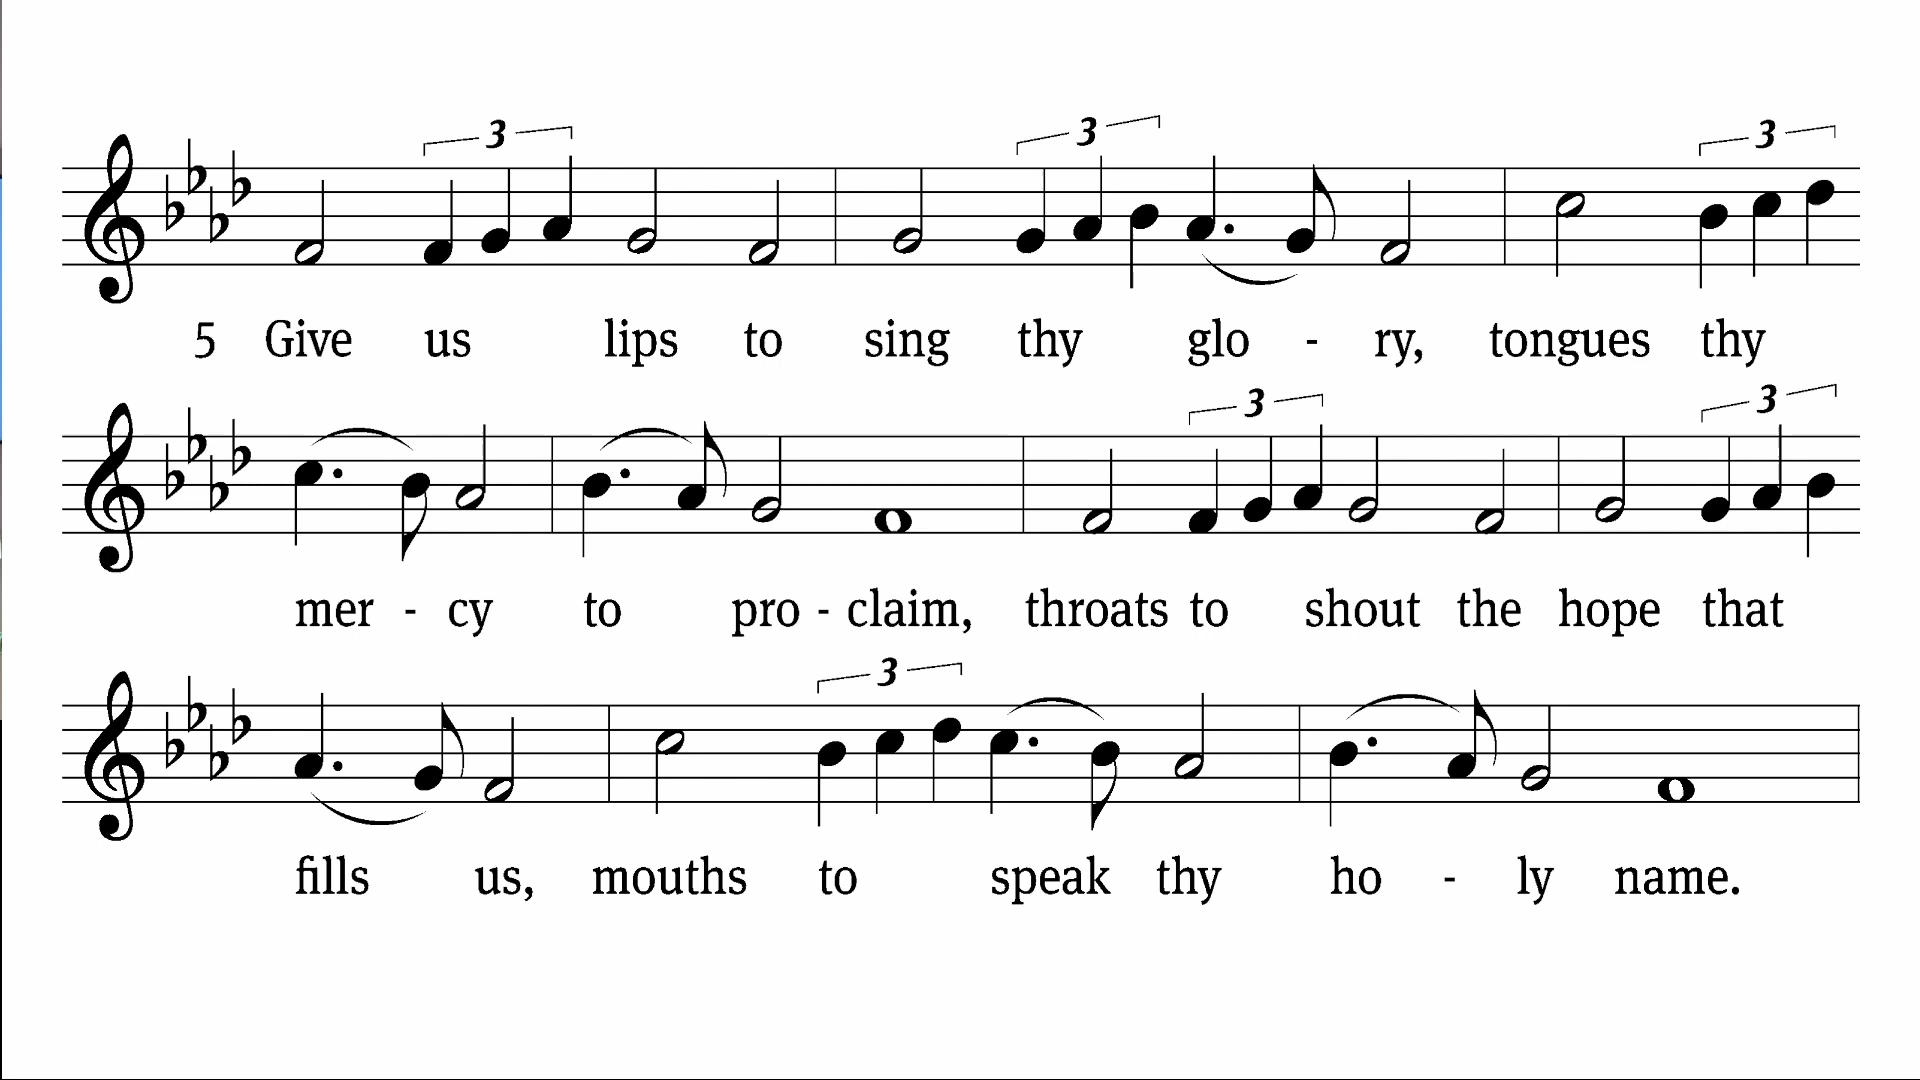 3 3 3
5 Give us lips to sing thy glo - ry, tongues thy
3 3
mer - cy to pro - claim, throats to shout the hope that
3
fills us, mouths to speak thy ho - ly name.